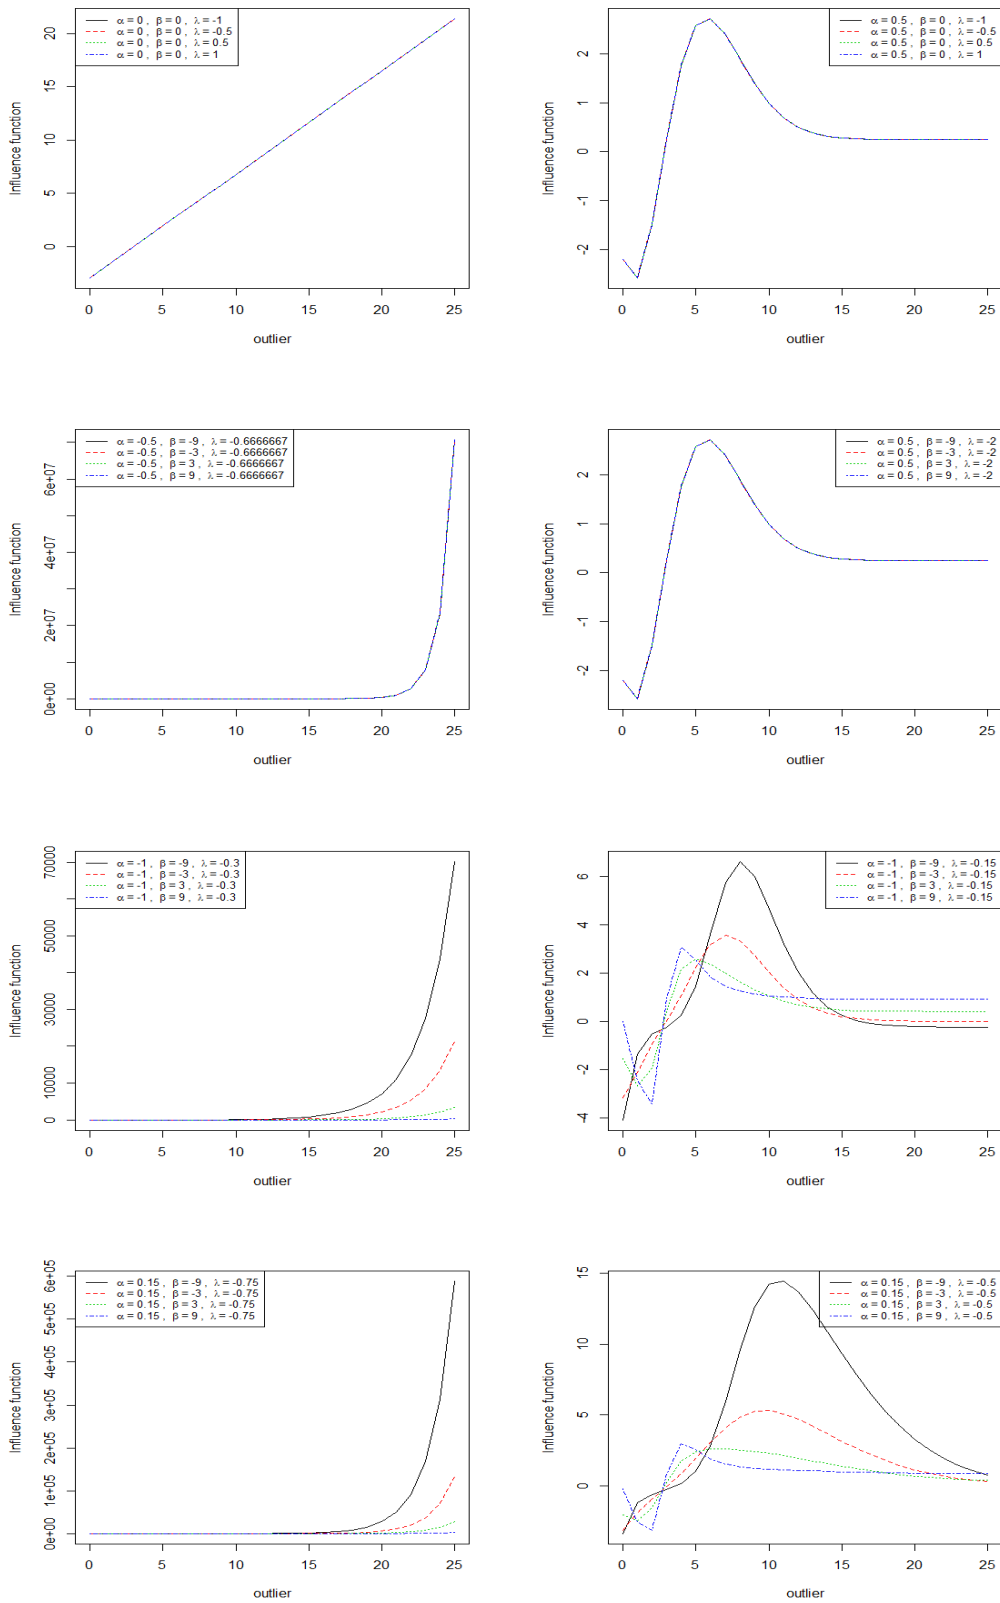 α = 0 , β = 0 , λ = -1
α = 0 , β = 0 , λ = -0.5
α = 0 , β = 0 , λ = 0.5
α = 0 , β = 0 , λ = 1
Influence function
0 5 10 15 20
0 5 10 15 20 25
outlier
α = 0.5 , β = 0 , λ = -1
α = 0.5 , β = 0 , λ = -0.5
α = 0.5 , β = 0 , λ = 0.5
α = 0.5 , β = 0 , λ = 1
Influence function
-2 -1 0 1 2
0 5 10 15 20 25
outlier
α = -0.5 , β = -9 , λ = -0.6666667
α = -0.5 , β = -3 , λ = -0.6666667
α = -0.5 , β = 3 , λ = -0.6666667
α = -0.5 , β = 9 , λ = -0.6666667
Influence function
0e+00 2e+07 4e+07 6e+07
0 5 10 15 20 25
outlier
α = 0.5 , β = -9 , λ = -2
α = 0.5 , β = -3 , λ = -2
α = 0.5 , β = 3 , λ = -2
α = 0.5 , β = 9 , λ = -2
Influence function
-2 -1 0 1 2
0 5 10 15 20 25
outlier
α = -1 , β = -9 , λ = -0.3
α = -1 , β = -3 , λ = -0.3
α = -1 , β = 3 , λ = -0.3
α = -1 , β = 9 , λ = -0.3
Influence function
0 10000 30000 50000 70000
0 5 10 15 20 25
outlier
α = -1 , β = -9 , λ = -0.15
α = -1 , β = -3 , λ = -0.15
α = -1 , β = 3 , λ = -0.15
α = -1 , β = 9 , λ = -0.15
Influence function
-4 -2 0 2 4 6
0 5 10 15 20 25
outlier
α = 0.15 , β = -9 , λ = -0.75
α = 0.15 , β = -3 , λ = -0.75
α = 0.15 , β = 3 , λ = -0.75
α = 0.15 , β = 9 , λ = -0.75
Influence function
0e+00 1e+05 2e+05 3e+05 4e+05 5e+05 6e+05
0 5 10 15 20 25
outlier
α = 0.15 , β = -9 , λ = -0.5
α = 0.15 , β = -3 , λ = -0.5
α = 0.15 , β = 3 , λ = -0.5
α = 0.15 , β = 9 , λ = -0.5
Influence function
0 5 10 15
0 5 10 15 20 25
outlier